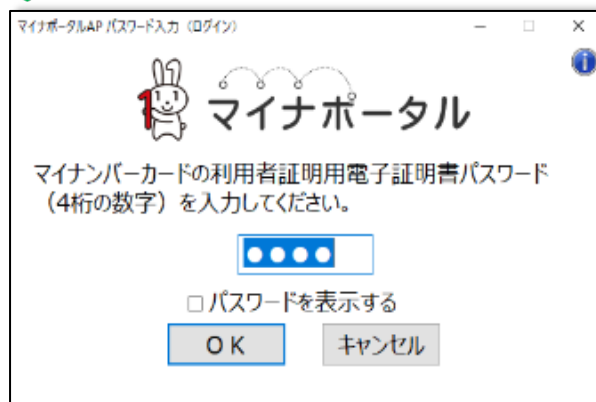 マイナポータルAP パスワード入力（ログイン）
マイナポータル
マイナンバーカードの利用者証明用電子証明書パスワード
（4桁の数字）を入力してください。
●●●●
パスワードを表示する
OK キャンセル